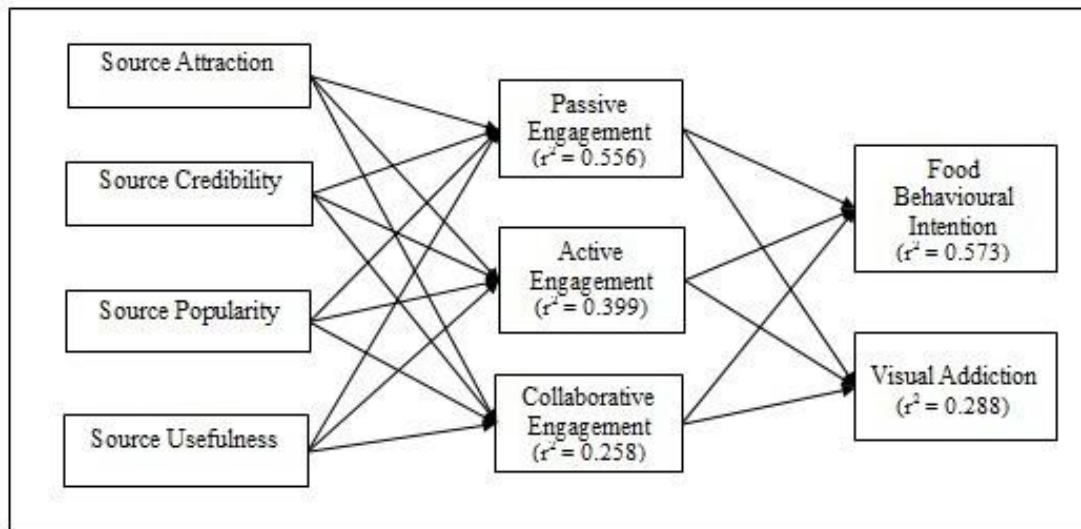 Source Attraction
Source Credibility
Source Popularity
Source Usefulness
Passive
Engagement
(r² = 0.556)
Active
Engagement
(r² = 0.399)
Collaborative
Engagement
(r² = 0.258)
Food
Behavioural
Intention
(r² = 0.573)
Visual Addiction
(r² = 0.288)